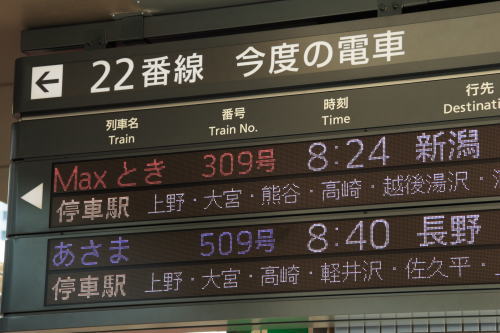 22番線 今度の電車
列車名 番号 時刻 行先
Train Train No. Time Destinati
Max とき 309号 8:24 新潟
停車駅 上野・大宮・熊谷・高崎・越後湯沢・
あさま 509号 8:40 長野
停車駅 上野・大宮・高崎・軽井沢・佐久平・